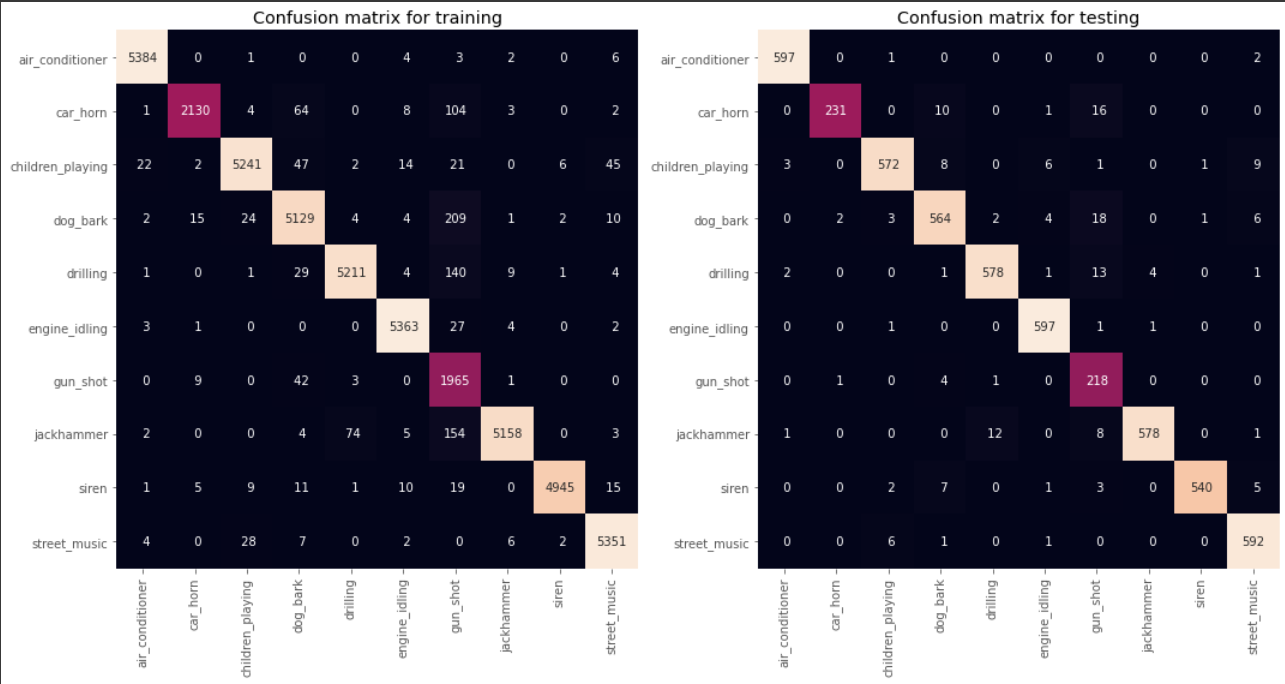 Confusion matrix for training
air_conditioner 5384 0 1 0 0 4 3 2 0 6
car_horn 1 2130 4 64 0 8 104 3 0 2
children_playing 22 2 5241 47 2 14 21 0 6 45
dog_bark 2 15 24 5129 4 4 209 1 2 10
drilling 1 0 1 29 5211 4 140 9 1 4
engine_idling 3 1 0 0 0 5363 27 4 0 2
gun_shot 0 9 0 42 3 0 1965 1 0 0
jackhammer 2 0 0 4 74 5 154 5158 0 3
siren 1 5 9 11 1 10 19 0 4945 15
street_music 4 0 28 7 0 2 0 6 2 5351
air_conditioner car_horn children_playing dog_bark drilling engine_idling gun_shot jackhammer siren street_music
Confusion matrix for testing
air_conditioner 597 0 1 0 0 0 0 0 0 2
car_horn 0 231 0 10 0 1 16 0 0 0
children_playing 3 0 572 8 0 6 1 0 1 9
dog_bark 0 2 3 564 2 4 18 0 1 6
drilling 2 0 0 1 578 1 13 4 0 1
engine_idling 0 0 1 0 0 597 1 1 0 0
gun_shot 0 1 0 4 1 0 218 0 0 0
jackhammer 1 0 0 0 12 0 8 578 0 1
siren 0 0 2 7 0 1 3 0 540 5
street_music 0 0 6 1 0 1 0 0 0 592
air_conditioner car_horn children_playing dog_bark drilling engine_idling gun_shot jackhammer siren street_music